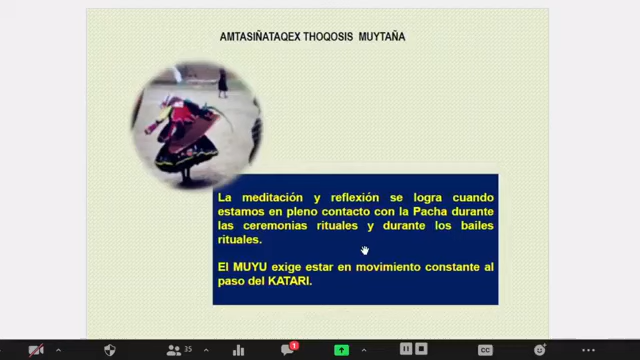 AMTASIÑATAQEX THOQOSIS MUYTAÑA
La meditación y reflexión se logra cuando
estamos en pleno contacto con la Pacha durante
las ceremonias rituales y durante los bailes
rituales.
El MUYU exige estar en movimiento constante al
paso del KATARI.
35
1
CC